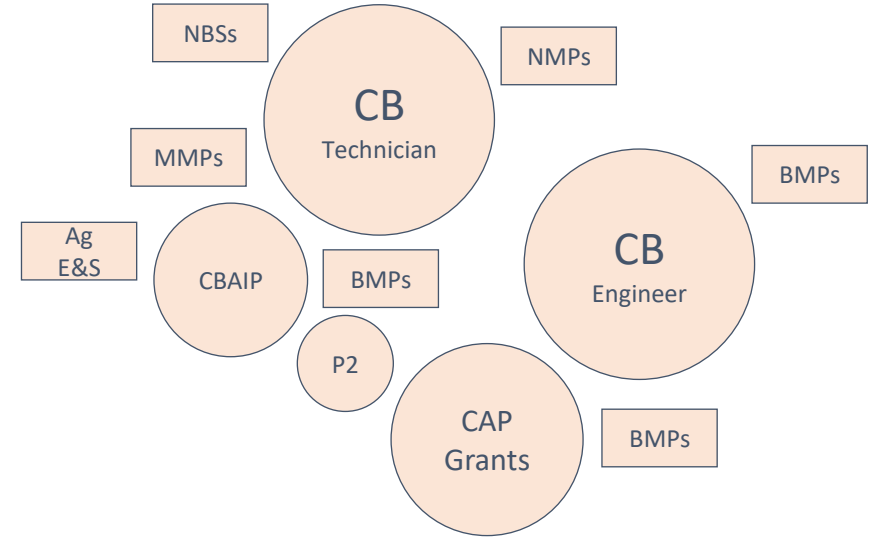 NBSs
CB
Technician
NMPs
MMPs
BMPs
Ag
E&S
CBAIP
BMPs
CB
Engineer
P2
CAP
Grants
BMPs